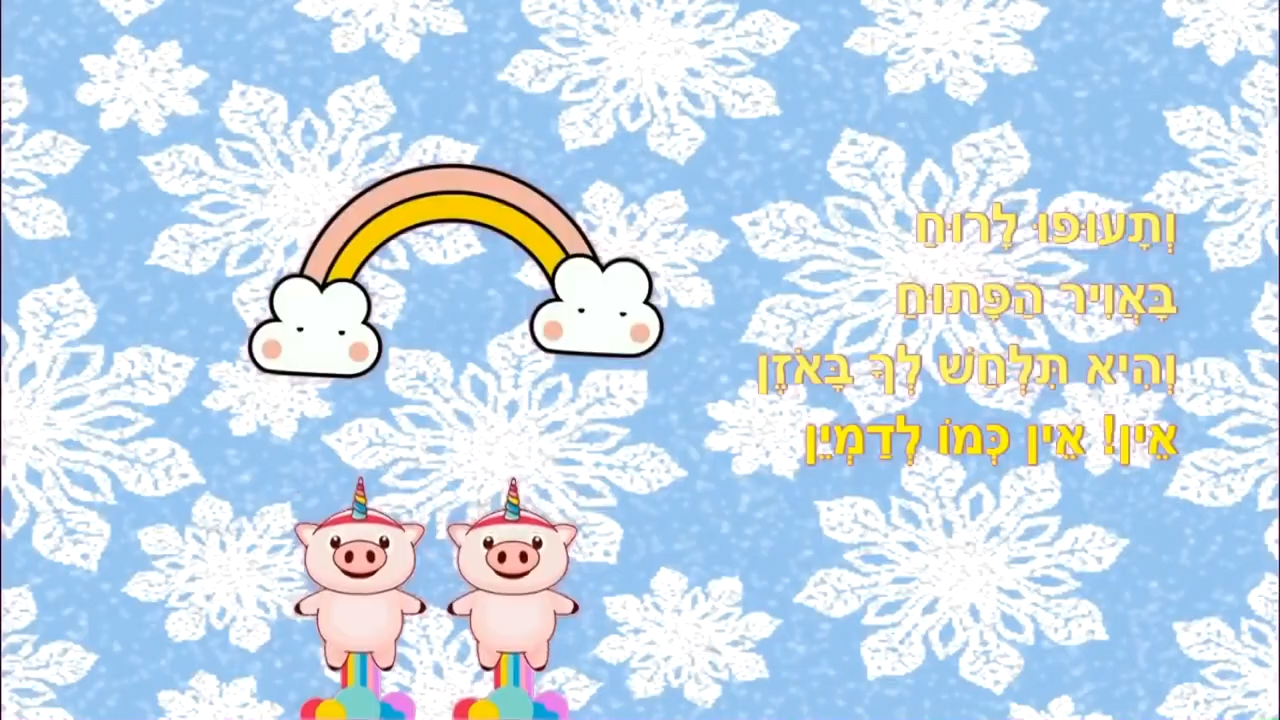 וְתָעוּפוּ לָרוּחַ
בָּאֲוִיר הַפָּתוּחַ
וְהִיא תִּלְחַשׁ לְךָ בָּאֹזֶן
אֵין! אֵין כְּמוֹ לְדַמְיֵן